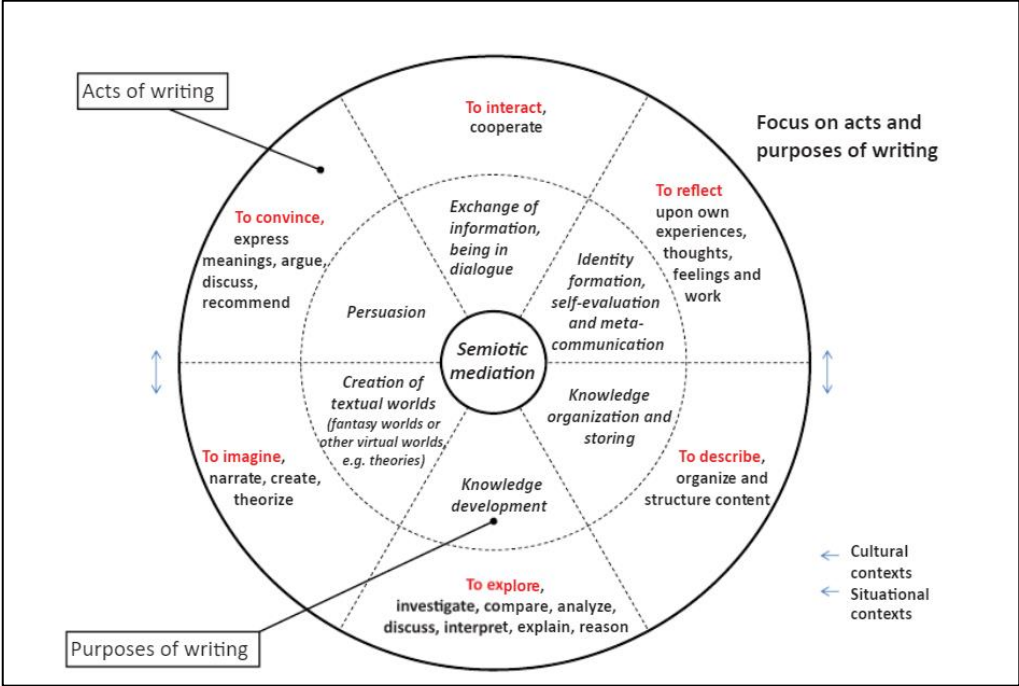 Acts of writing
To interact,
cooperate
Focus on acts and
purposes of writing
To convince,
express
meanings, argue,
discuss,
recommend
Exchange of
information,
being in
dialogue
To reflect
upon own
experiences,
thoughts,
feelings and
work
Persuasion
Identity
formation,
self-evaluation
and meta-
communication
Semiotic
mediation
Creation of
textual worlds
(fantasy worlds or
other virtual worlds,
e.g. theories)
Knowledge
organization and
storing
To imagine,
narrate, create,
theorize
Knowledge
development
To describe,
organize and
structure content
To explore,
investigate, compare, analyze,
discuss, interpret, explain, reason
Cultural
contexts
Situational
contexts
Purposes of writing